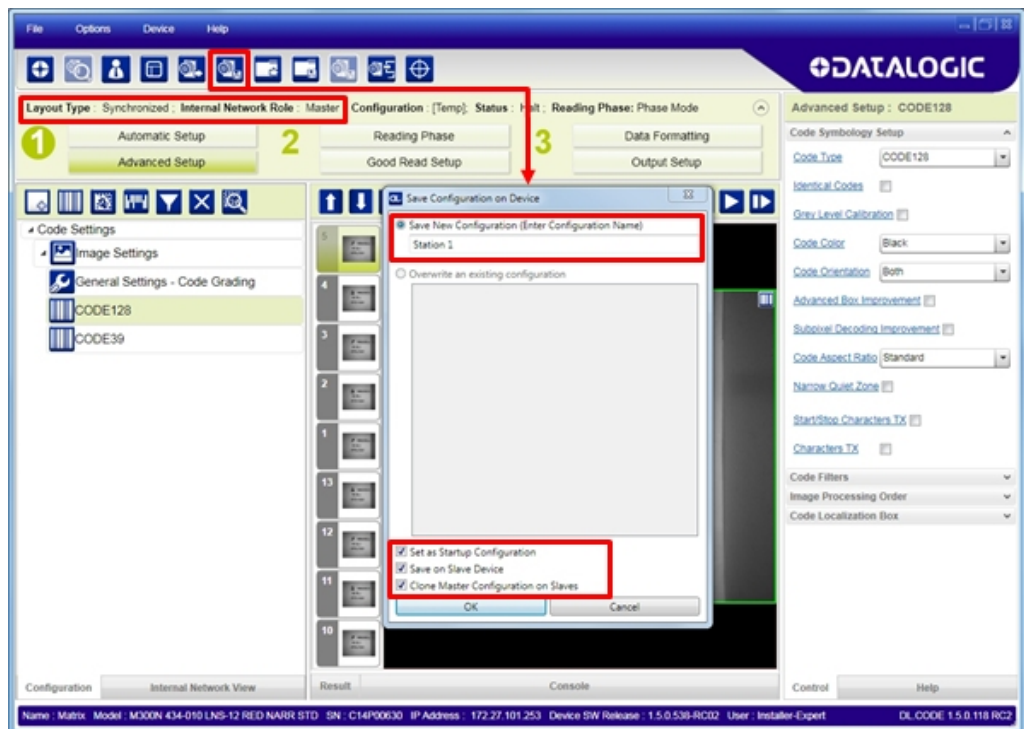 File Options Device Help
DATALOGIC
Layout Type : Synchronized ; Internal Network Role : Master Configuration : [Temp]; Status : Halt ; Reading Phase: Phase Mode
1 Automatic Setup 2 Reading Phase 3 Data Formatting
Advanced Setup Good Read Setup Output Setup
Code Settings
Image Settings
General Settings - Code Grading
CODE128
CODE39
5
4
3
2
1
13
12
11
10
Save Configuration on Device
Save New Configuration (Enter Configuration Name)
Station 1
Overwrite an existing configuration
Set as Startup Configuration
Save on Slave Device
Clone Master Configuration on Slaves
OK Cancel
Advanced Setup : CODE128
Code Symbology Setup
Code Type CODE128
Identical Codes
Grey Level Calibration
Code Color Black
Code Orientation Both
Advanced Box Improvement
Subpixel Decoding Improvement
Code Aspect Ratio Standard
Narrow Quiet Zone
Start/Stop Characters TX
Characters TX
Code Filters
Image Processing Order
Code Localization Box
Configuration Internal Network View Result Console Control Help
Name : Matrix Model : M300N 434-010 LNS-12 RED NARR STD SN : C14P00630 IP Address : 172.27.101.253 Device SW Release : 1.5.0.538-RC02 User : Installer-Expert DL.CODE 1.5.0.118 RC2